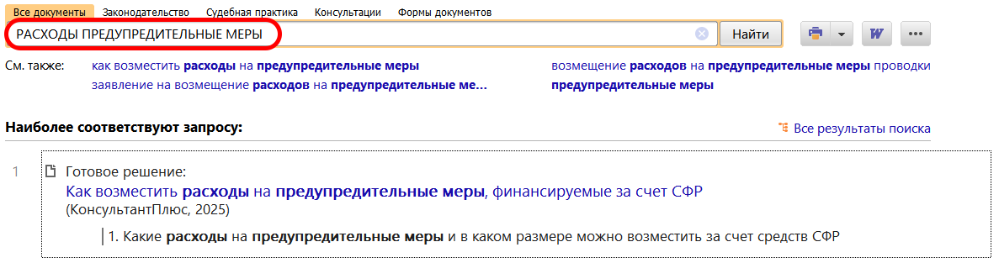 Все документы Законодательство Судебная практика Консультации Формы документов
РАСХОДЫ ПРЕДУПРЕДИТЕЛЬНЫЕ МЕРЫ Найти W
См. также: как возместить расходы на предупредительные меры возмещение расходов на предупредительные меры проводки
заявление на возмещение расходов на предупредительные ме... предупредительные меры
Наиболее соответствуют запросу: Все результаты поиска
1 Готовое решение:
Как возместить расходы на предупредительные меры, финансируемые за счет СФР
(КонсультантПлюс, 2025)
1. Какие расходы на предупредительные меры и в каком размере можно возместить за счет средств СФР